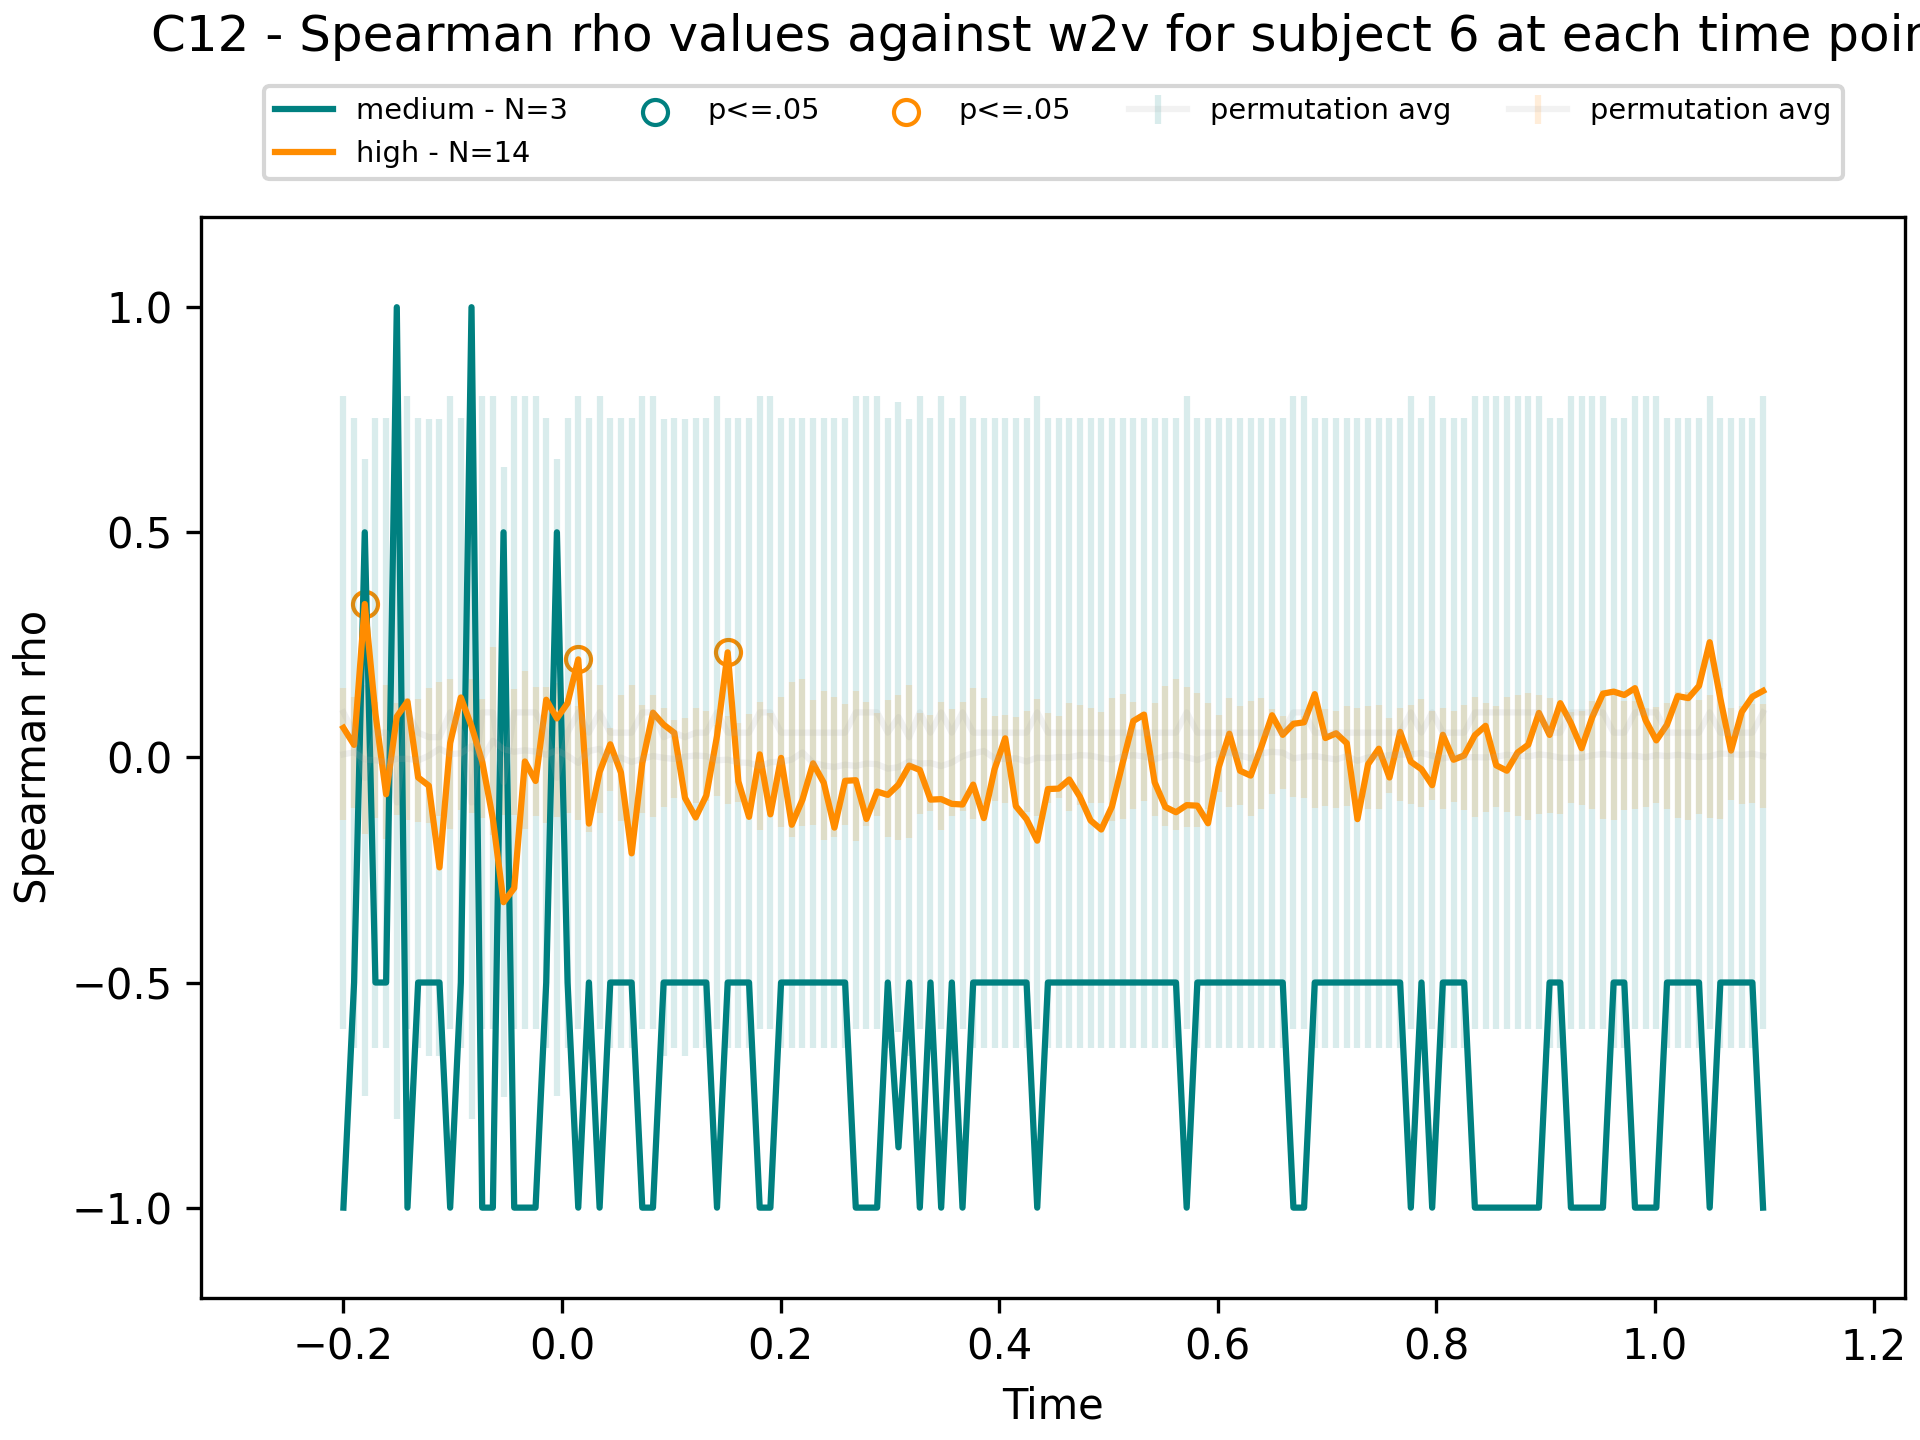 C12 - Spearman rho values against w2v for subject 6 at each time poin
medium - N=3 p<=.05 p<=.05 permutation avg permutation avg
high - N=14
1.0
0.5
0.0
−0.5
−1.0
Spearman rho
−0.2 0.0 0.2 0.4 0.6 0.8 1.0 1.2
Time